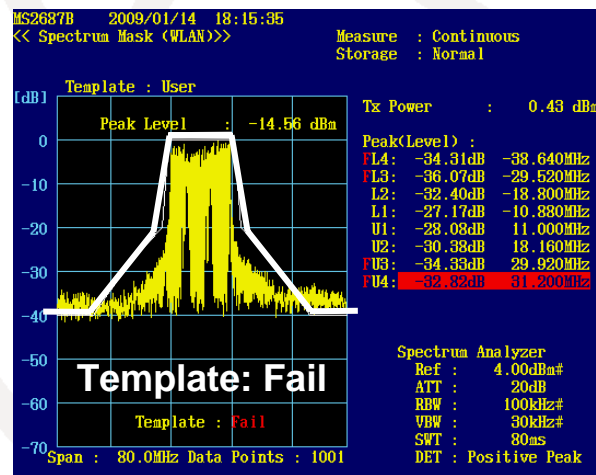 MS2687B 2009/01/14 18:15:35
<< Spectrum Mask (WLAN)>> Measure : Continuous
Storage : Normal
Template : User
[dB]
Tx Power : 0.43 dBm
Peak Level : -14.56 dBm
Peak(Level) :
0
FL4: -34.31dB -38.640MHz
FL3: -36.07dB -29.520MHz
-10
L2: -32.40dB -18.800MHz
L1: -27.17dB -10.880MHz
-20
U1: -28.08dB 11.000MHz
U2: -30.38dB 18.160MHz
-30
FU3: -34.33dB 29.920MHz
FU4: -32.82dB 31.200MHz
-40
-50
Spectrum Analyzer
Template: Fail
Ref : 4.00dBm#
ATT : 20dB
-60
RBW : 100kHz#
Template : Fail
VBW : 30kHz#
SWT : 80ms
-70
Span : 80.0MHz Data Points : 1001
DET : Positive Peak